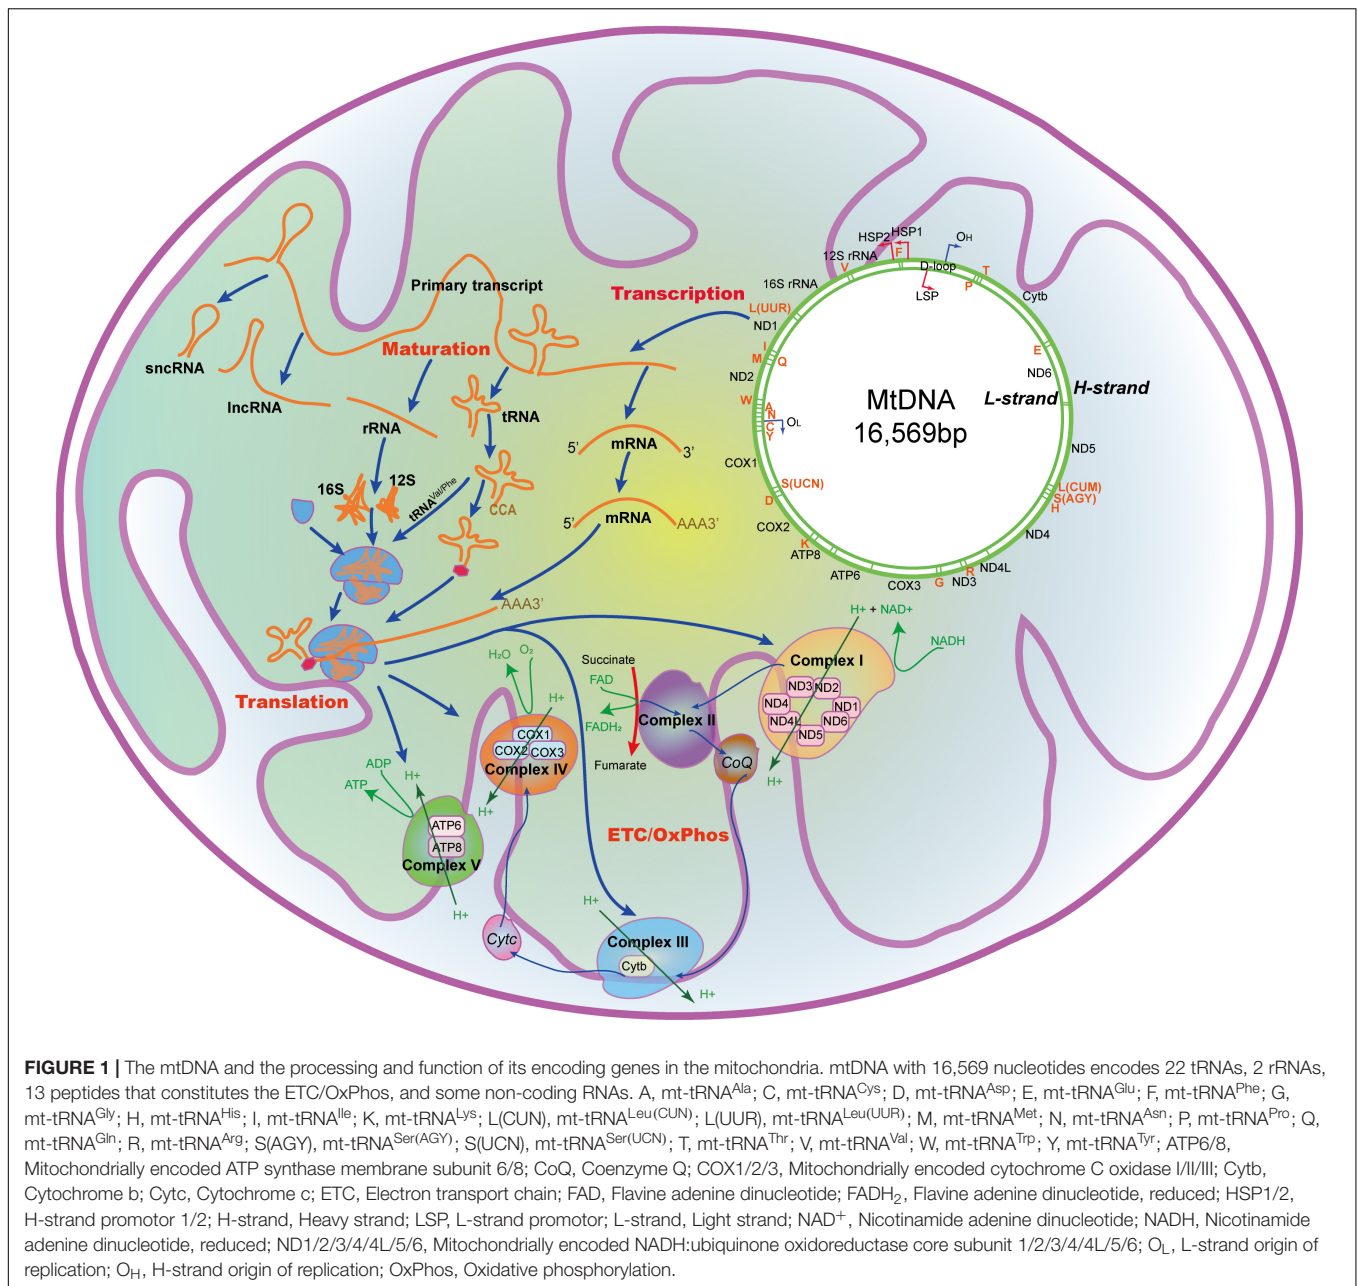 HSP2
HSP1
OH
12S rRNA
F
V
D-loop
T
P
LSP
16S rRNA
Cytb
L(UUR)
ND1
E
ND6
I
M
Q
ND2
W
A
N
C
Y
OL
MtDNA
16,569bp
L-strand
H-strand
ND5
COX1
S(UCN)
D
L(CUM)
S(AGY)
H
ND4
COX2
K
ATP8
ATP6
COX3
G
ND3
R
ND4L
Primary transcript
Transcription
Maturation
sncRNA
lncRNA
rRNA
tRNA
5' mRNA 3'
16S
12S
tRNAVal/Phe
CCA
5' mRNA AAA3'
AAA3'
Translation
H2O
O2
H+
Succinate
FAD
FADH2
Fumarate
Complex II
CoQ
H+ + NAD+
NADH
Complex I
ND3
ND2
ND4
ND1
ND4L
ND6
ND5
H+
COX1
COX2
COX3
Complex IV
H+
ADP
ATP
H+
ATP6
ATP8
Complex V
H+
ETC/OxPhos
H+
Cytc
Complex III
Cytb
H+
FIGURE 1 | The mtDNA and the processing and function of its encoding genes in the mitochondria. mtDNA with 16,569 nucleotides encodes 22 tRNAs, 2 rRNAs,
13 peptides that constitutes the ETC/OxPhos, and some non-coding RNAs. A, mt-tRNAAla; C, mt-tRNACys; D, mt-tRNAAsp; E, mt-tRNAGlu; F, mt-tRNAPhe; G,
mt-tRNAGly; H, mt-tRNAHis; I, mt-tRNAIle; K, mt-tRNALys; L(CUN), mt-tRNALeu(CUN); L(UUR), mt-tRNALeu(UUR); M, mt-tRNAMet; N, mt-tRNAAsn; P, mt-tRNAPro; Q,
mt-tRNAGln; R, mt-tRNAArg; S(AGY), mt-tRNASer(AGY); S(UCN), mt-tRNASer(UCN); T, mt-tRNAThr; V, mt-tRNAVal; W, mt-tRNATrp; Y, mt-tRNATyr; ATP6/8,
Mitochondrially encoded ATP synthase membrane subunit 6/8; CoQ, Coenzyme Q; COX1/2/3, Mitochondrially encoded cytochrome C oxidase I/II/III; Cytb,
Cytochrome b; Cytc, Cytochrome c; ETC, Electron transport chain; FAD, Flavine adenine dinucleotide; FADH2, Flavine adenine dinucleotide, reduced; HSP1/2,
H-strand promotor 1/2; H-strand, Heavy strand; LSP, L-strand promotor; L-strand, Light strand; NAD+, Nicotinamide adenine dinucleotide; NADH, Nicotinamide
adenine dinucleotide, reduced; ND1/2/3/4/4L/5/6, Mitochondrially encoded NADH:ubiquinone oxidoreductase core subunit 1/2/3/4/4L/5/6; OL, L-strand origin of
replication; OH, H-strand origin of replication; OxPhos, Oxidative phosphorylation.